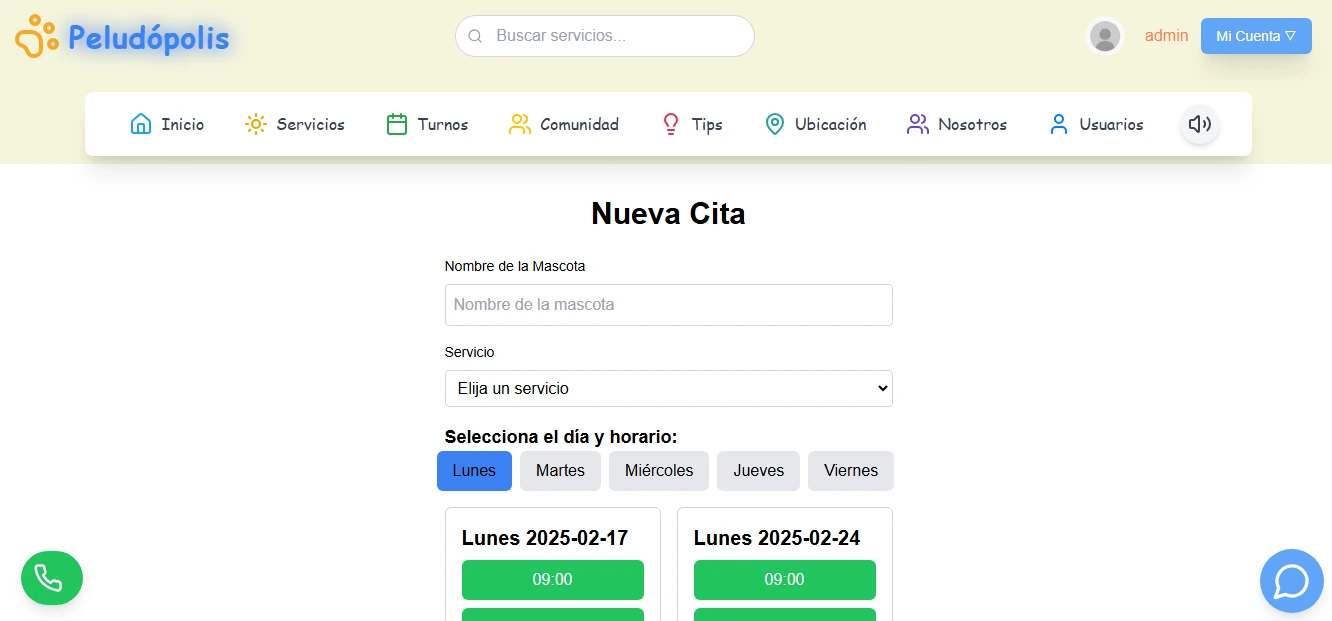 Peludópolis
Buscar servicios...
admin
Mi Cuenta ▽
Inicio
Servicios
Turnos
Comunidad
Tips
Ubicación
Nosotros
Usuarios
Nueva Cita
Nombre de la Mascota
Nombre de la mascota
Servicio
Elija un servicio
Selecciona el día y horario:
Lunes
Martes
Miércoles
Jueves
Viernes
Lunes 2025-02-17
Lunes 2025-02-24
09:00
09:00